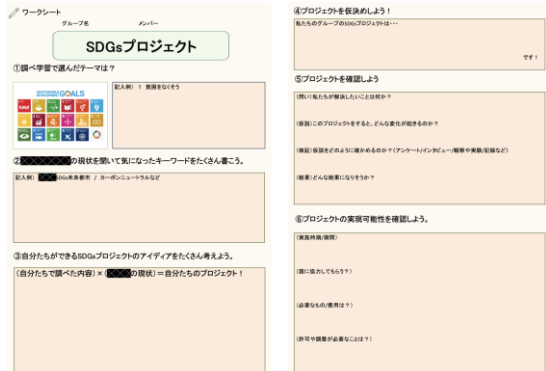 ワークシート
グループ名 メンバー
SDGsプロジェクト
①調べ学習で選んだテーマは？
GOALS
記入例） 1 貧困をなくそう
②の現状を聞いて気になったキーワードをたくさん書こう。
記入例） SDGs未来都市 / カーボンニュートラルなど
③自分たちができるSDGsプロジェクトのアイディアをたくさん考えよう。
(自分たちで調べた内容)×(の現状)＝自分たちのプロジェクト！
④プロジェクトを仮決めしよう！
私たちのグループのSDGsプロジェクトは・・・
です！
⑤プロジェクトを確認しよう
(問い)私たちが解決したいことは何か？
(仮説)このプロジェクトをすると、どんな変化が起きるのか？
(検証)仮説をどのように確かめるのか？(アンケート/インタビュー/観察や実験/記録など)
(結果)どんな結果になりそうか？
⑥プロジェクトの実現可能性を確認しよう。
(実施時期/期間)
(誰に協力してもらう？)
(必要なもの/費用は？)
(許可や調整が必要なことは？)